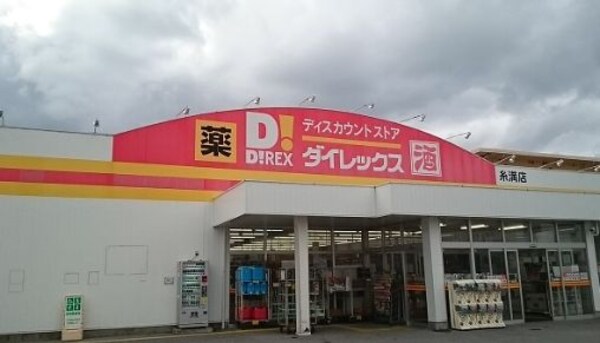 薬
D!
D!REX
ディスカウントストア
ダイレックス
酒
糸満店